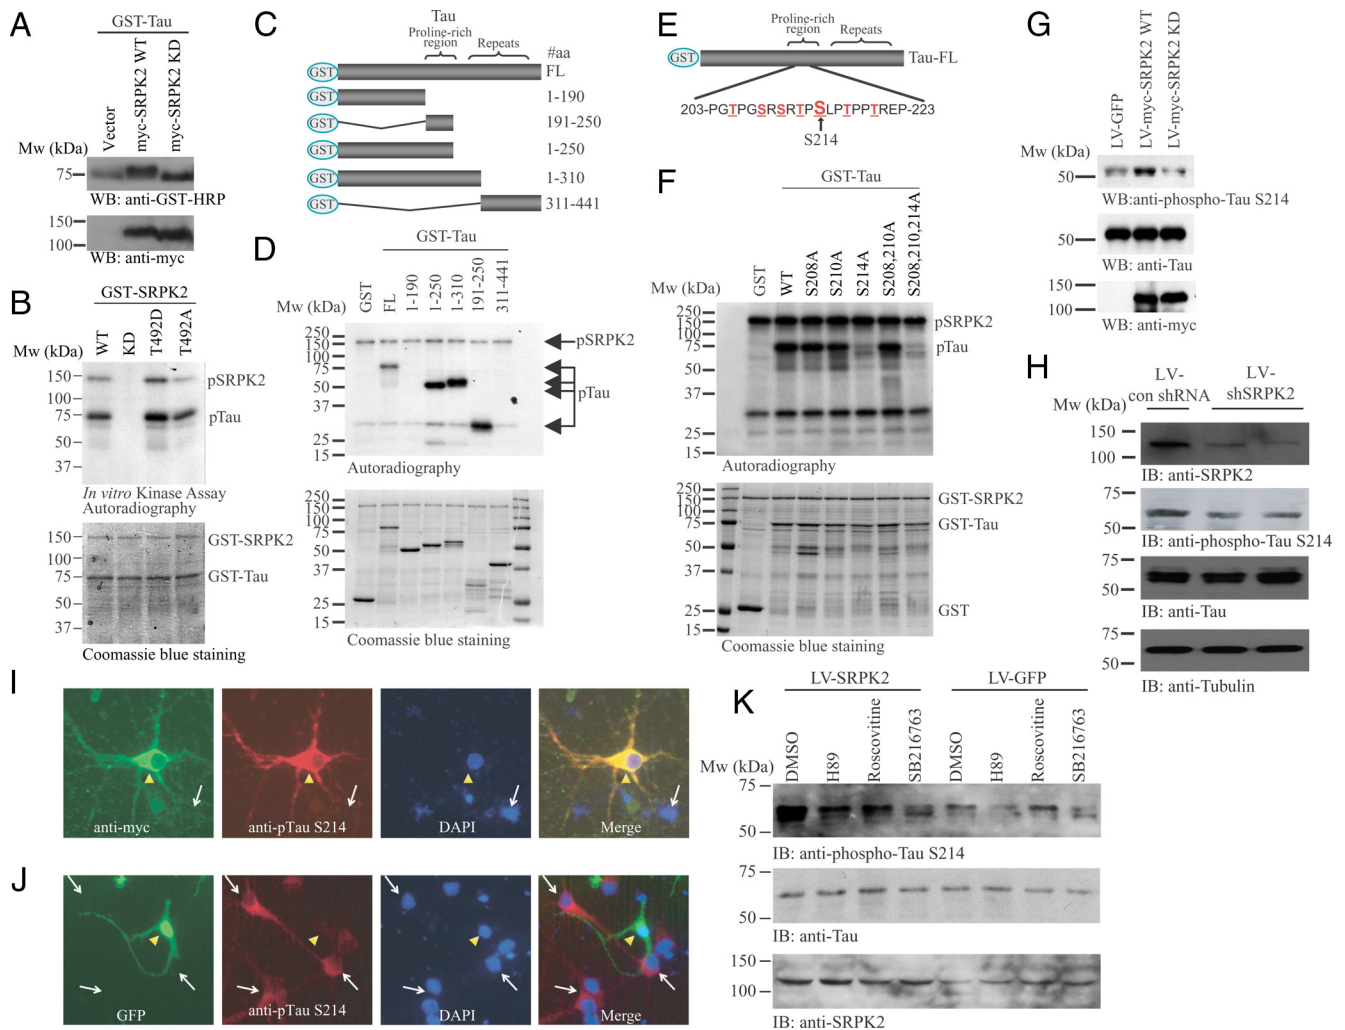 A
GST-Tau
Vector
myc-SRPK2 WT
myc-SRPK2 KD
Mw (kDa)
75
WB: anti-GST-HRP
150
100
WB: anti-myc
B
GST-SRPK2
WT
KD
T492D
T492A
Mw (kDa)
150
100
75
50
37
pSRPK2
pTau
In vitro Kinase Assay
Autoradiography
150
100
75
50
37
GST-SRPK2
GST-Tau
Coomassie blue staining
C
Tau
Proline-rich
region
Repeats
#aa
GST
FL
GST
1-190
GST
191-250
GST
1-250
GST
1-310
GST
311-441
D
GST-Tau
GST
FL
1-190
1-250
1-310
191-250
311-441
Mw (kDa)
250
150
100
75
50
37
25
15
pSRPK2
pTau
Autoradiography
250
150
100
75
50
37
25
15
Coomassie blue staining
E
Proline-rich
region
Repeats
GST
Tau-FL
203-PGTPGSRSRTPSLPTPPTREP-223
S214
F
GST-Tau
GST
WT
S208A
S210A
S214A
S208,210A
S208,210,214A
Mw (kDa)
250
150
100
75
50
37
25
15
pSRPK2
pTau
Autoradiography
250
150
100
75
50
37
25
15
GST-SRPK2
GST-Tau
GST
Coomassie blue staining
G
LV-GFP
LV-myc-SRPK2 WT
LV-myc-SRPK2 KD
Mw (kDa)
50
WB:anti-phospho-Tau S214
50
WB: anti-Tau
150
100
WB: anti-myc
H
LV-
con shRNA
LV-
shSRPK2
Mw (kDa)
150
100
IB: anti-SRPK2
75
50
IB: anti-phospho-Tau S214
75
50
IB: anti-Tau
75
50
IB: anti-Tubulin
I
anti-myc
anti-pTau S214
DAPI
Merge
J
GFP
anti-pTau S214
DAPI
Merge
K
LV-SRPK2
LV-GFP
DMSO
H89
Roscovitine
SB216763
DMSO
H89
Roscovitine
SB216763
Mw (kDa)
75
50
IB: anti-phospho-Tau S214
75
50
IB: anti-Tau
150
100
IB: anti-SRPK2